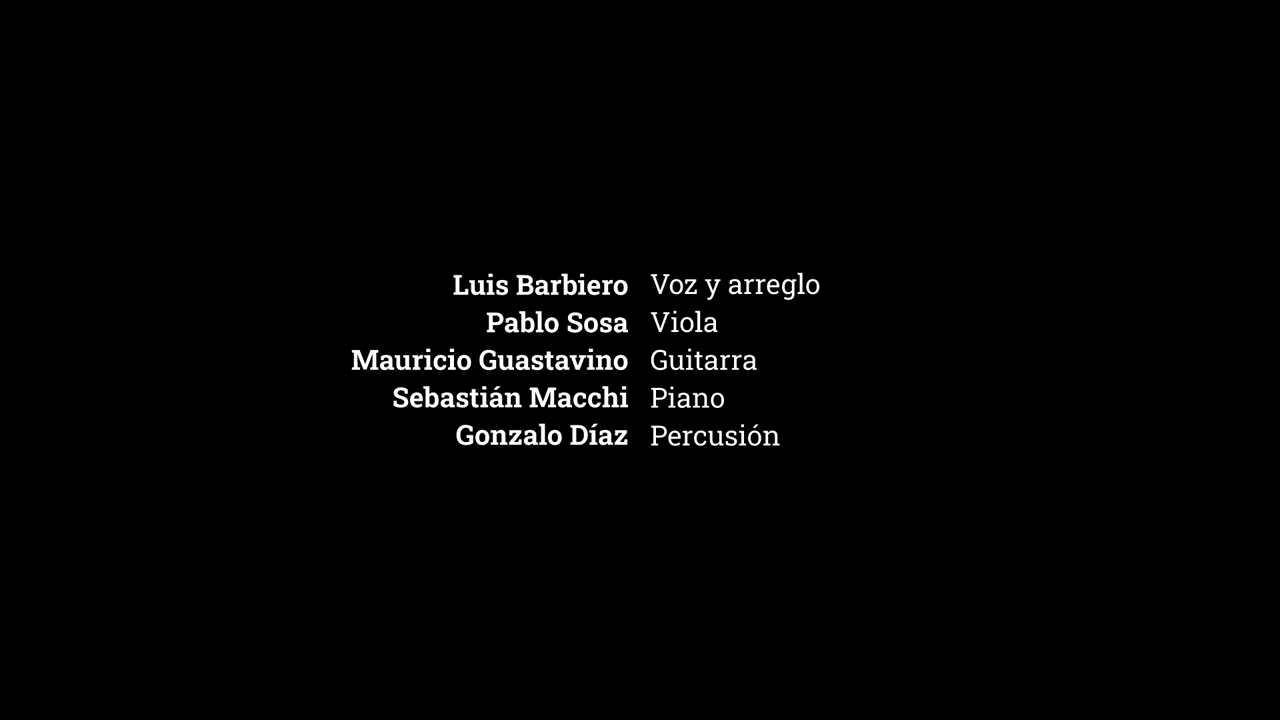 Luis Barbiero Voz y arreglo
Pablo Sosa Viola
Mauricio Guastavino Guitarra
Sebastián Macchi Piano
Gonzalo Díaz Percusión